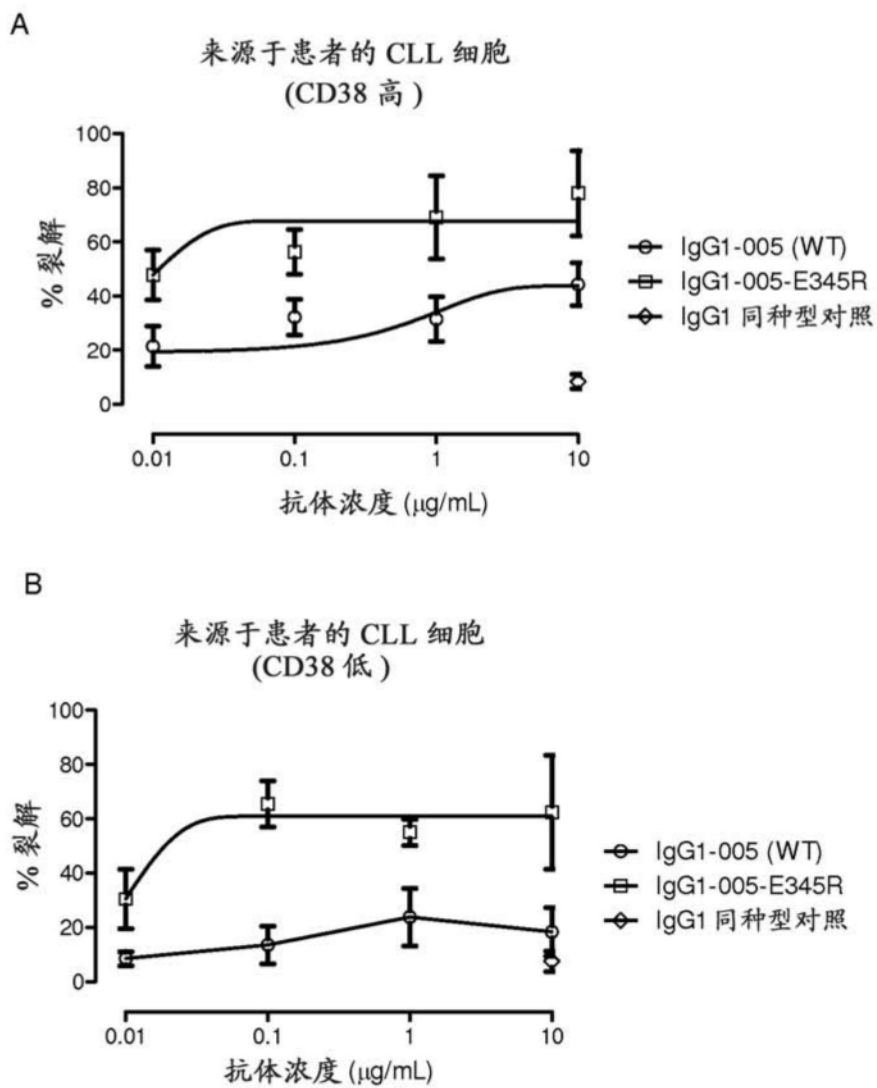 A
来源于患者的 CLL 细胞
(CD38 高)
100
80
60
40
20
0
% 裂解
0.01 0.1 1 10
抗体浓度 (μg/mL)
IgG1-005 (WT)
IgG1-005-E345R
IgG1 同种型对照
B
来源于患者的 CLL 细胞
(CD38 低)
100
80
60
40
20
0
% 裂解
0.01 0.1 1 10
抗体浓度 (μg/mL)
IgG1-005 (WT)
IgG1-005-E345R
IgG1 同种型对照